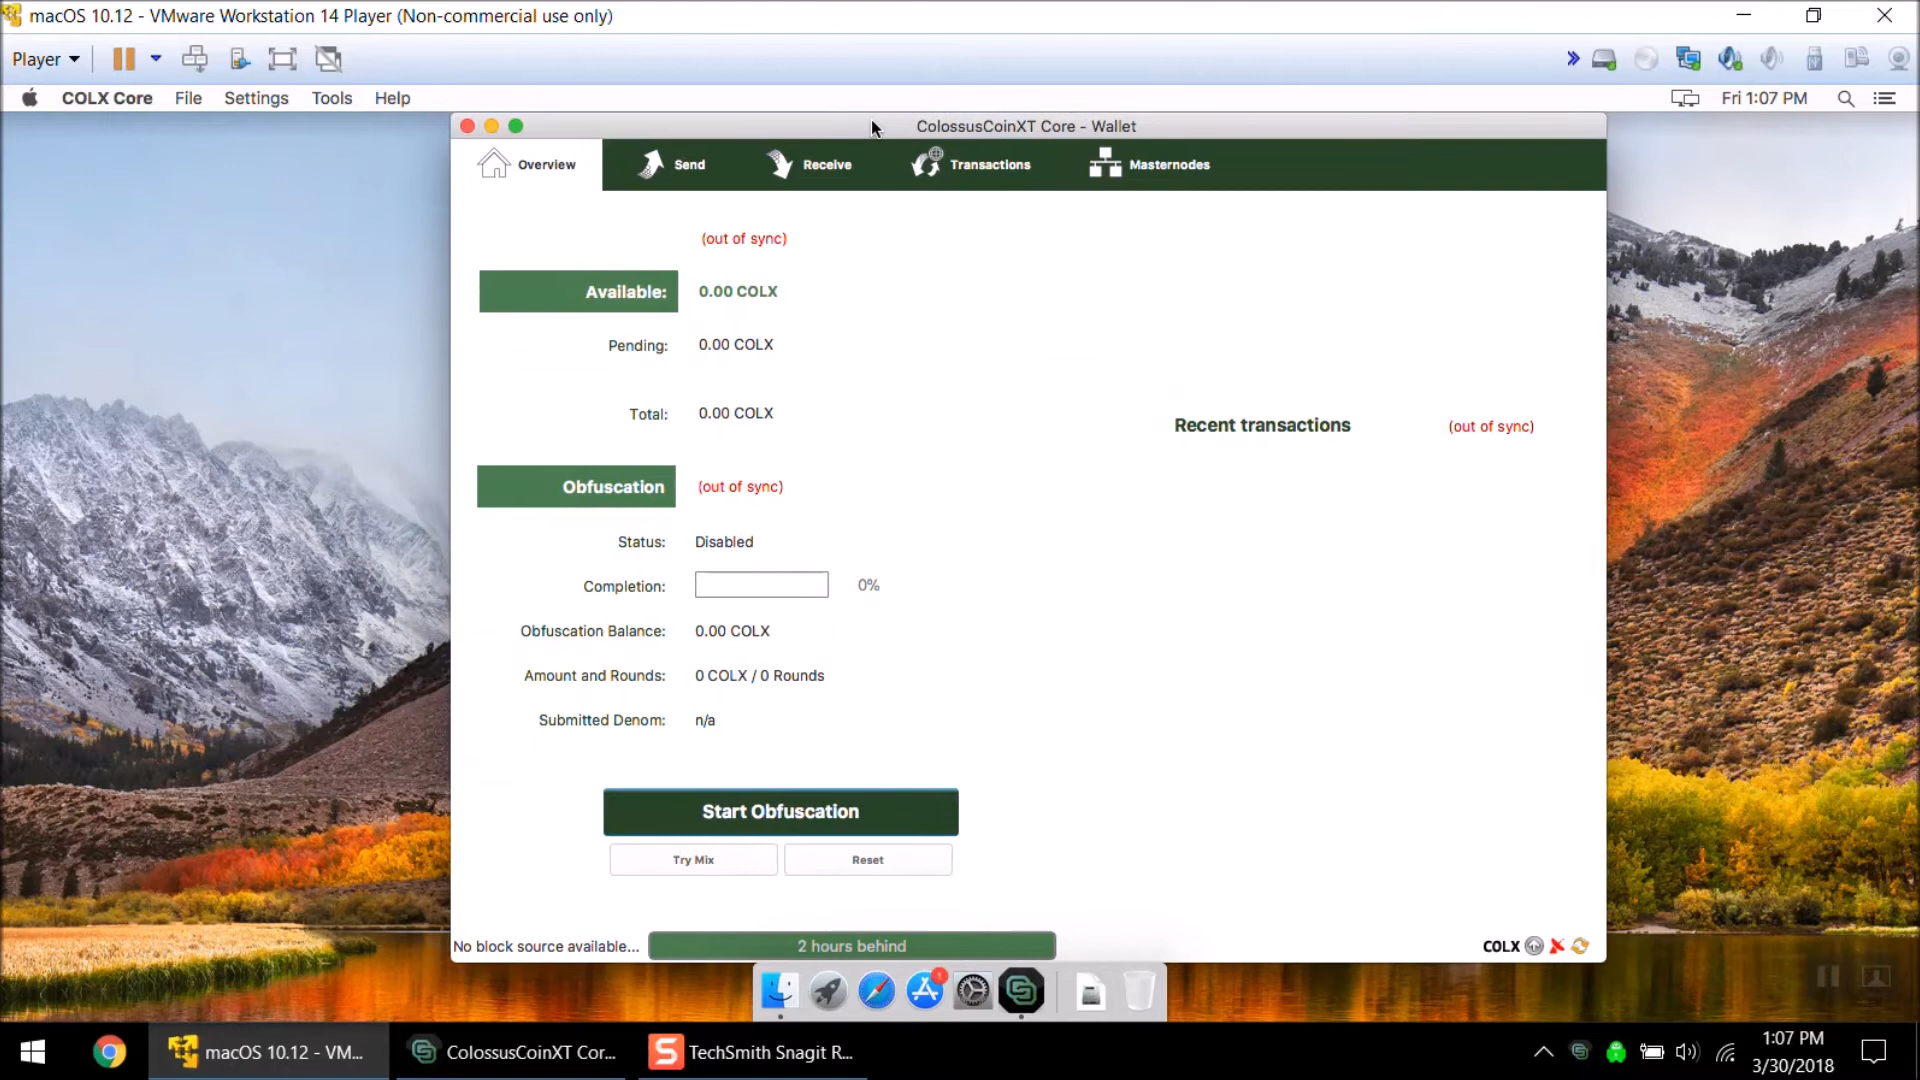 macOS 10.12 - VMware Workstation 14 Player (Non-commercial use only)
Player
COLX Core File Settings Tools Help
Fri 1:07 PM
ColossusCoinXT Core - Wallet
Overview Send Receive Transactions Masternodes
(out of sync)
Available: 0.00 COLX
Pending: 0.00 COLX
Total: 0.00 COLX
Recent transactions (out of sync)
Obfuscation (out of sync)
Status: Disabled
Completion: 0%
Obfuscation Balance: 0.00 COLX
Amount and Rounds: 0 COLX / 0 Rounds
Submitted Denom: n/a
Start Obfuscation
Try Mix Reset
No block source available... 2 hours behind COLX
1
macOS 10.12 - VM... ColossusCoinXT Cor... TechSmith Snagit R...
1:07 PM
3/30/2018